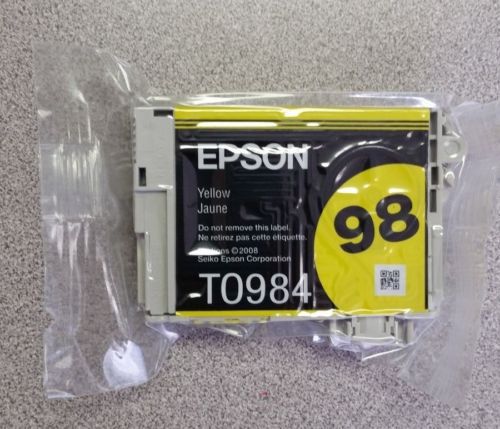 EPSON
Yellow
Jaune
98
Do not remove this label.
Ne retirez pas cette étiquette.
©2008
Seiko Epson Corporation
T0984